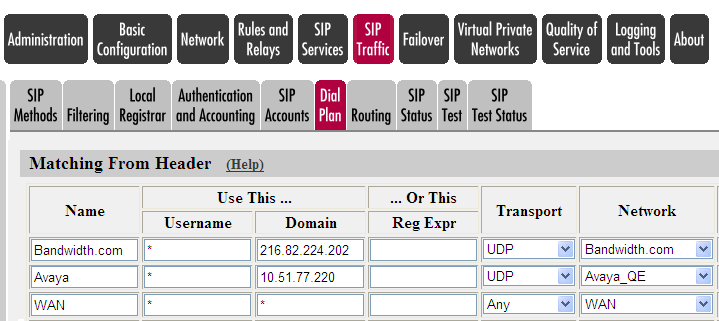 Administration
Basic Configuration
Network
Rules and Relays
SIP Services
SIP Traffic
Failover
Virtual Private Networks
Quality of Service
Logging and Tools
About
SIP Methods
Filtering
Local Registrar
Authentication and Accounting
SIP Accounts
Dial Plan
Routing
SIP Status
SIP Test
SIP Test Status
Matching From Header (Help)
Name Use This ... ... Or This Transport Network
Username Domain Reg Expr
Bandwidth.com * 216.82.224.202 UDP Bandwidth.com
Avaya * 10.51.77.220 UDP Avaya_QE
WAN * * Any WAN